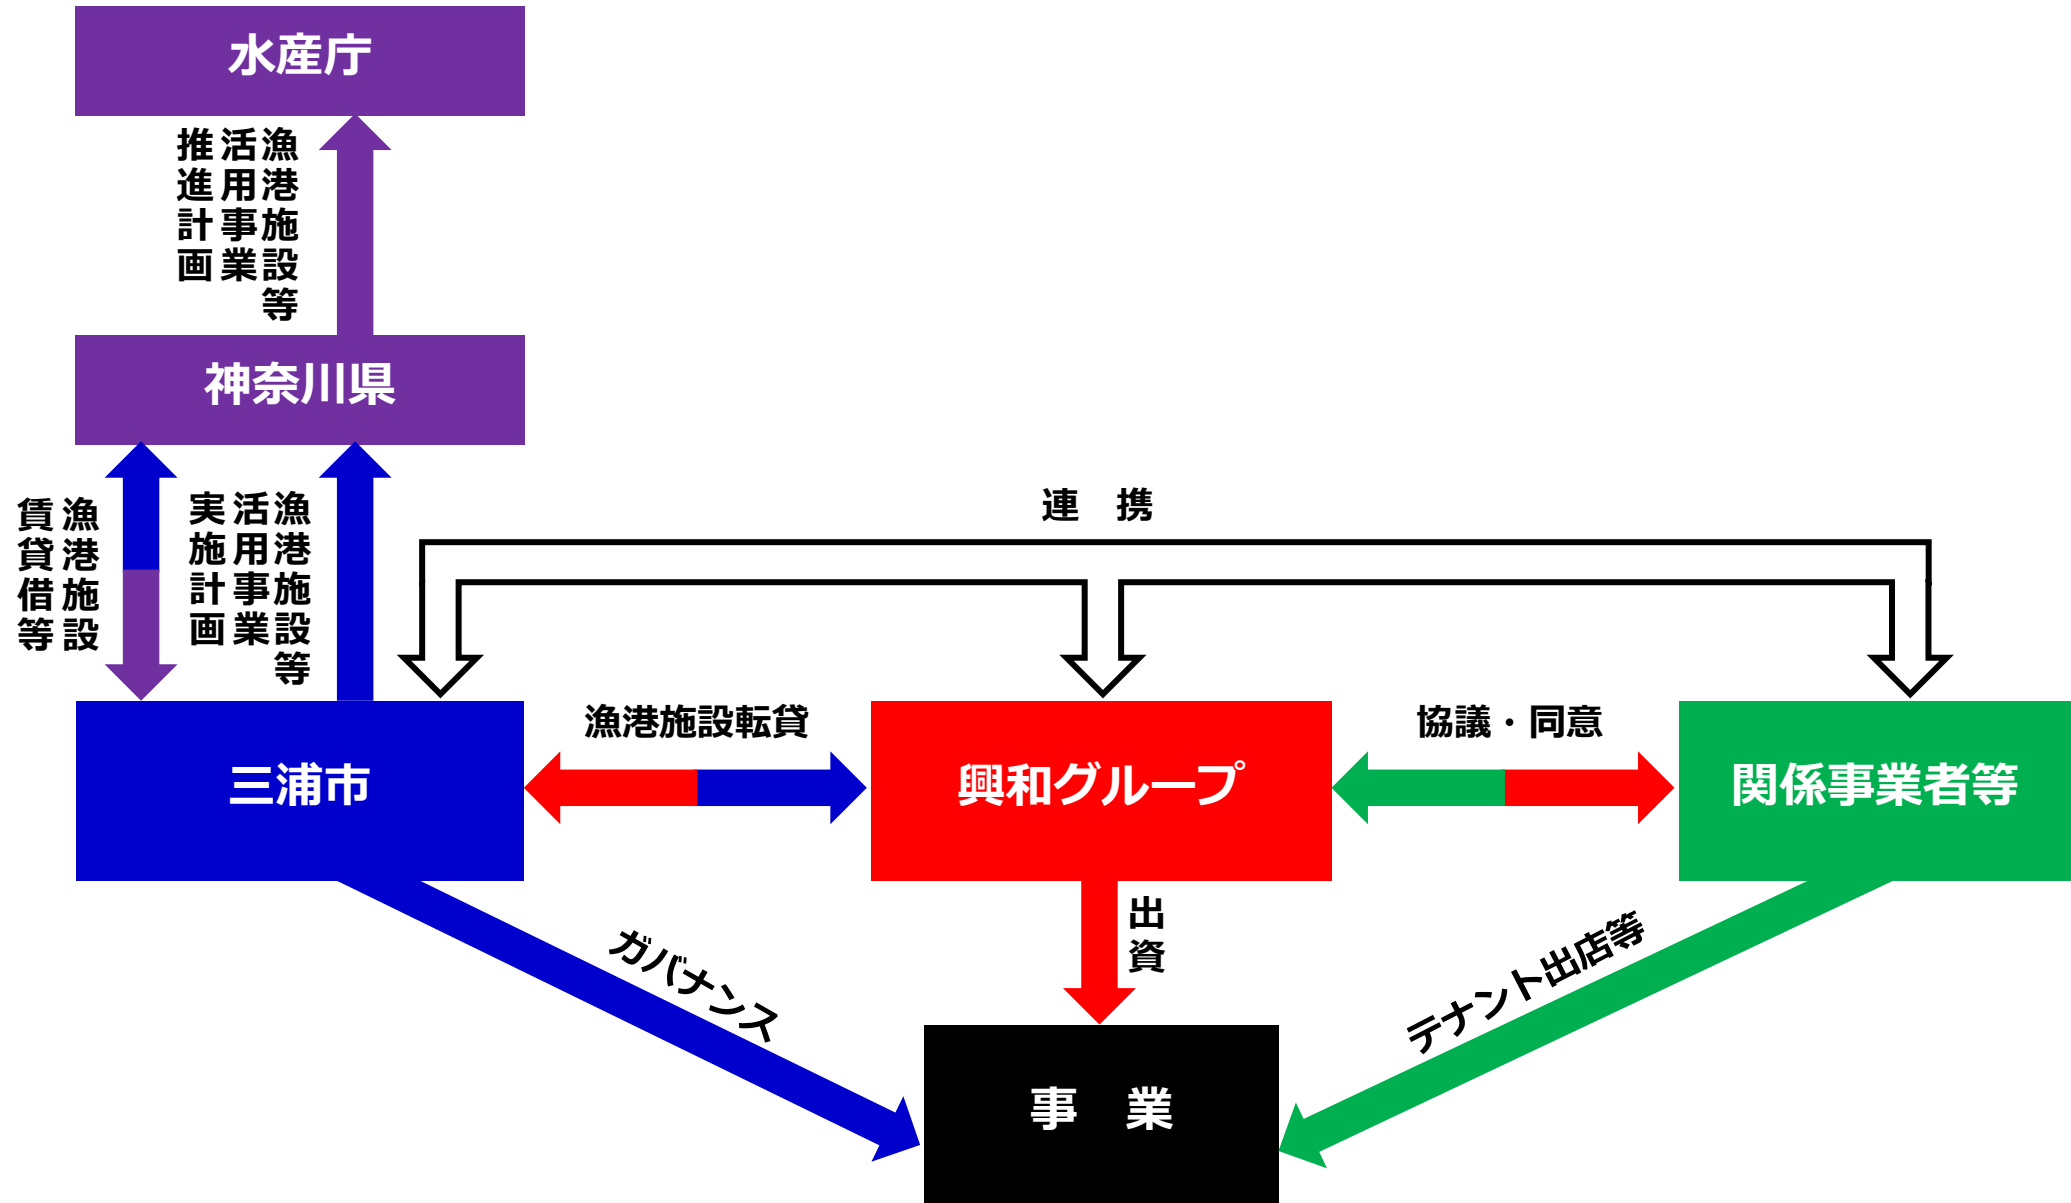 水産庁
漁港施設等
活用事業
推進計画
神奈川県
漁港施設
賃貸借等
漁港施設等
活用事業
実施計画
連　携
三浦市
漁港施設転貸
興和グループ
協議・同意
関係事業者等
ガバナンス
出資
テナント出店等
事　業